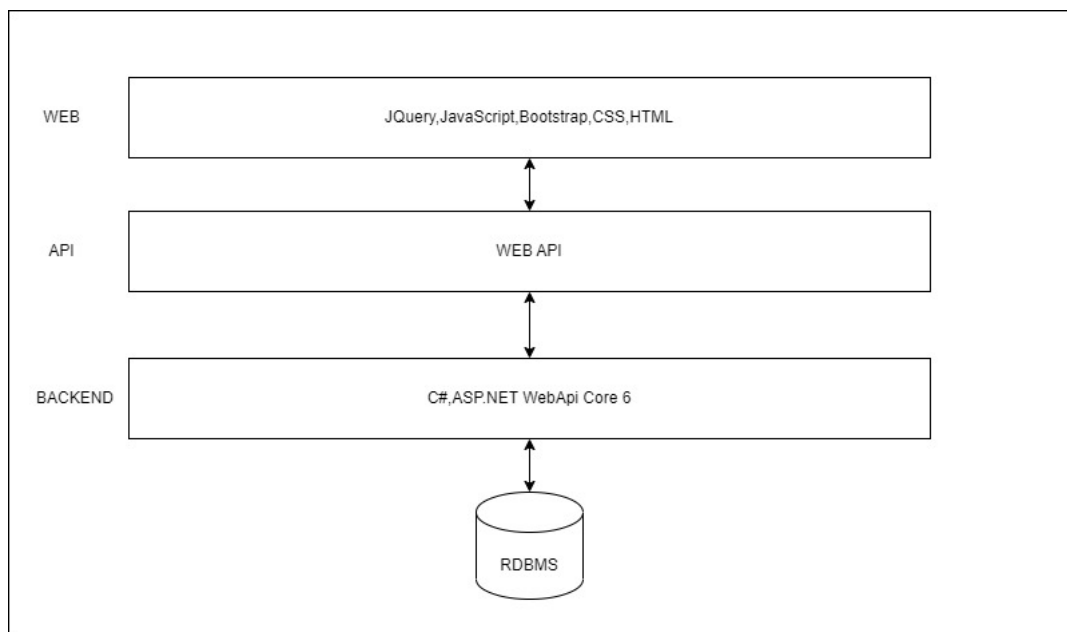 WEB
JQuery,JavaScript,Bootstrap,CSS,HTML
API
WEB API
BACKEND
C#,ASP.NET WebApi Core 6
RDBMS